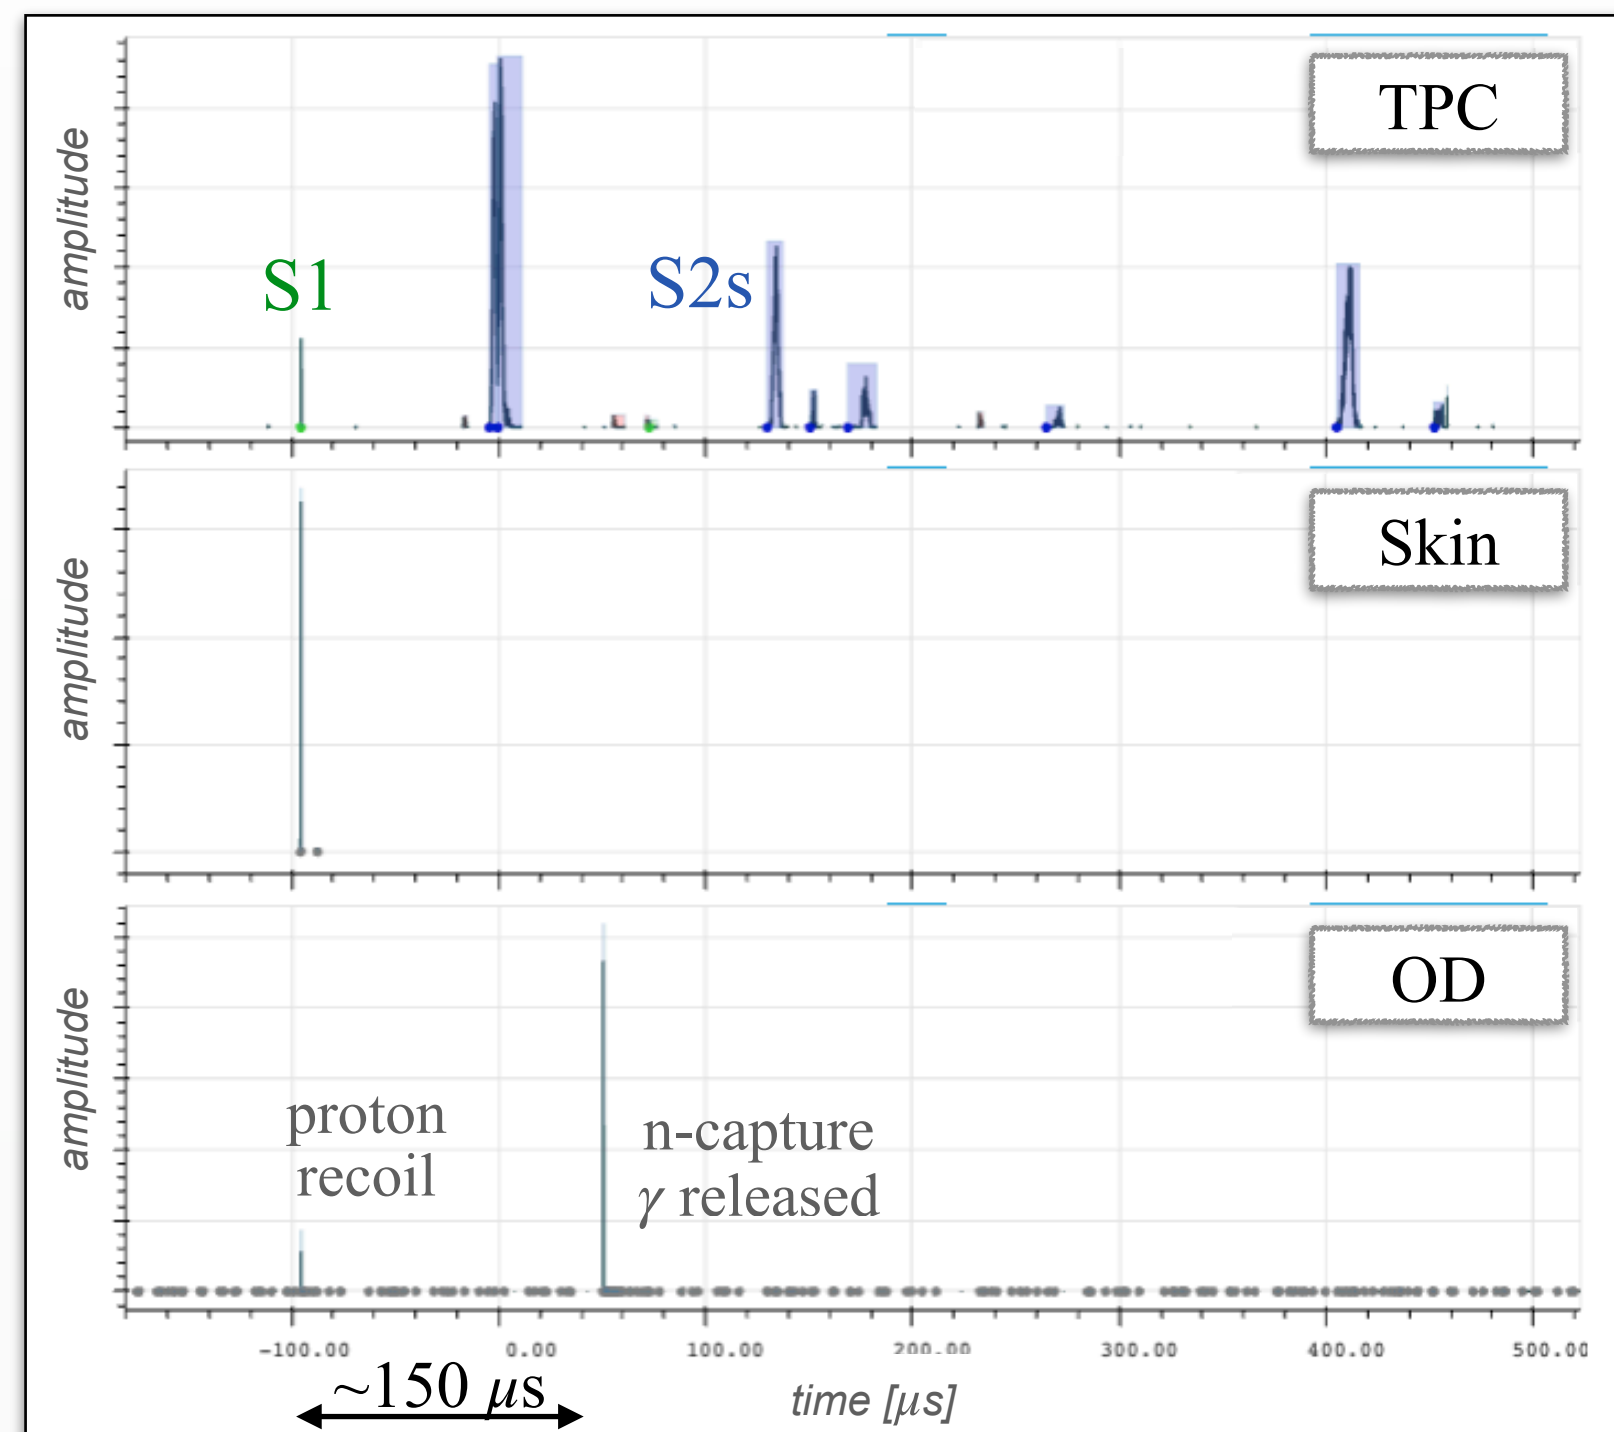 TPC
amplitude
S1
S2s
Skin
amplitude
OD
amplitude
proton
recoil
n-capture
γ released
-100.00 0.00 100.00 200.00 300.00 400.00 500.00
~150 μs
time [μs]